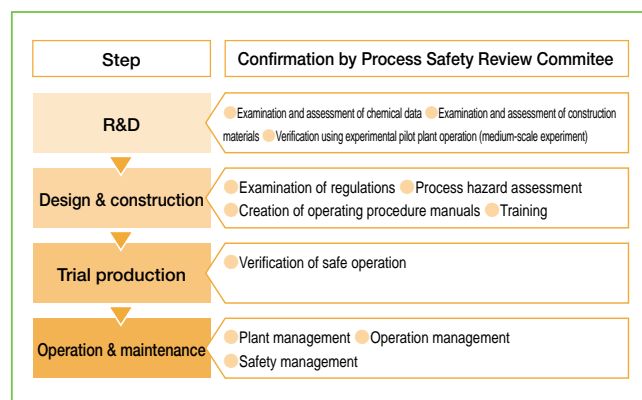 Step
Confirmation by Process Safety Review Commitee
R&D
Examination and assessment of chemical data Examination and assessment of construction
materials Verification using experimental pilot plant operation (medium-scale experiment)
Design & construction
Examination of regulations Process hazard assessment
Creation of operating procedure manuals Training
Trial production
Verification of safe operation
Operation & maintenance
Plant management Operation management
Safety management